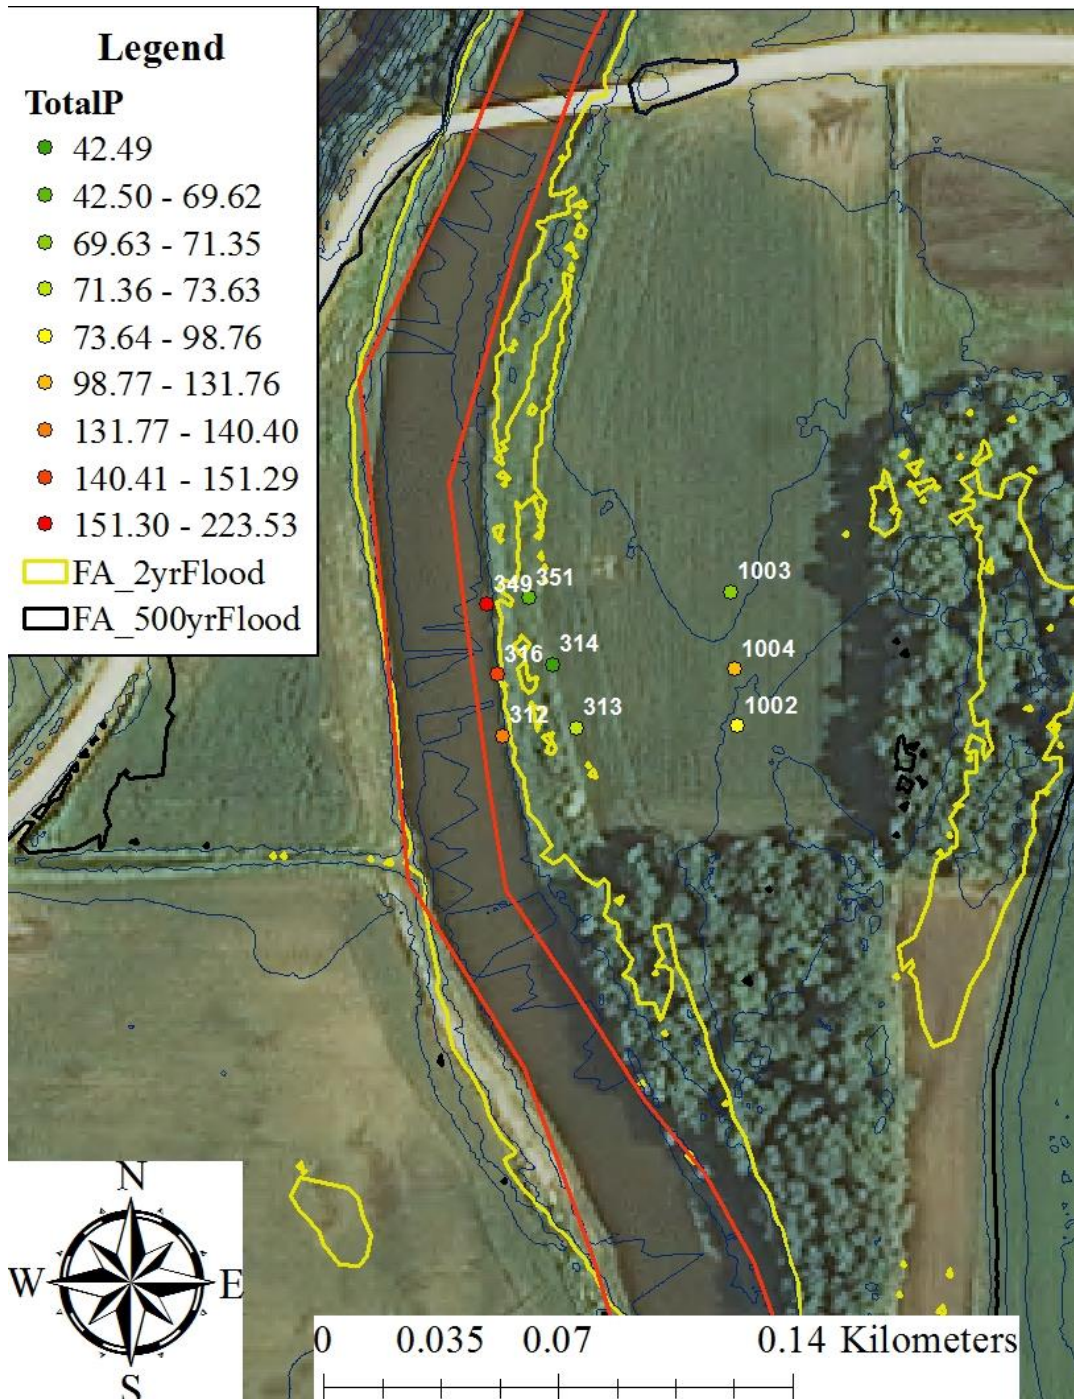 Legend
TotalP
42.49
42.50 - 69.62
69.63 - 71.35
71.36 - 73.63
73.64 - 98.76
98.77 - 131.76
131.77 - 140.40
140.41 - 151.29
151.30 - 223.53
FA_2yrFlood
FA_500yrFlood
349 351 1003
316 314 1004
312 313 1002
N
W E
S
0 0.035 0.07 0.14 Kilometers